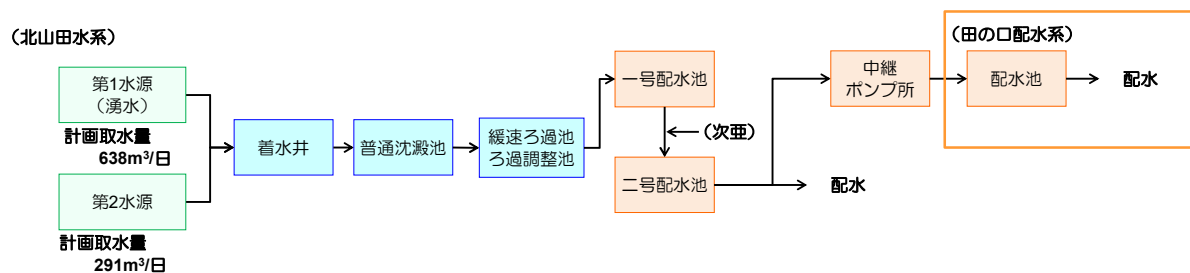 (北山田水系)
第1水源
(湧水)
計画取水量
638m³/日
第2水源
計画取水量
291m³/日
着水井
普通沈澱池
緩速ろ過池
ろ過調整池
一号配水池
(次亜)
二号配水池
配水
中継
ポンプ所
(田の口配水系)
配水池
配水